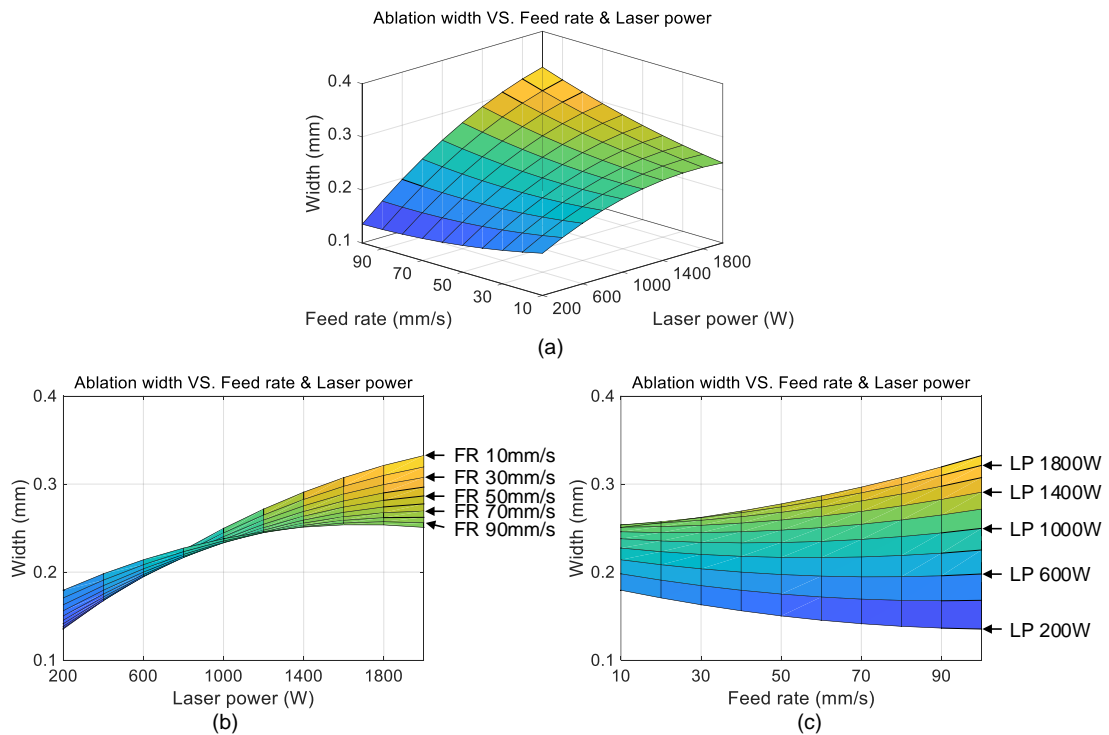 Ablation width VS. Feed rate & Laser power
0.4
0.3
0.2
0.1
Width (mm)
90
70
50
30
10
Feed rate (mm/s)
200
600
1000
1400
1800
Laser power (W)
(a)
Ablation width VS. Feed rate & Laser power
0.4
0.3
0.2
0.1
Width (mm)
200
600
1000
1400
1800
Laser power (W)
FR 10mm/s
FR 30mm/s
FR 50mm/s
FR 70mm/s
FR 90mm/s
(b)
Ablation width VS. Feed rate & Laser power
0.4
0.3
0.2
0.1
Width (mm)
10
30
50
70
90
Feed rate (mm/s)
LP 1800W
LP 1400W
LP 1000W
LP 600W
LP 200W
(c)